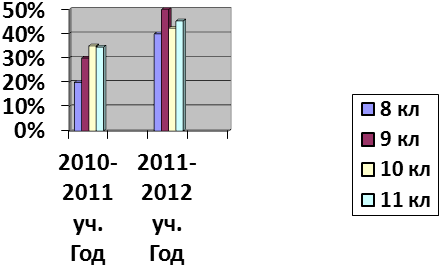 50%
40%
30%
20%
10%
0%
2010-
2011
уч.
Год
2011-
2012
уч.
Год
8 кл
9 кл
10 кл
11 кл